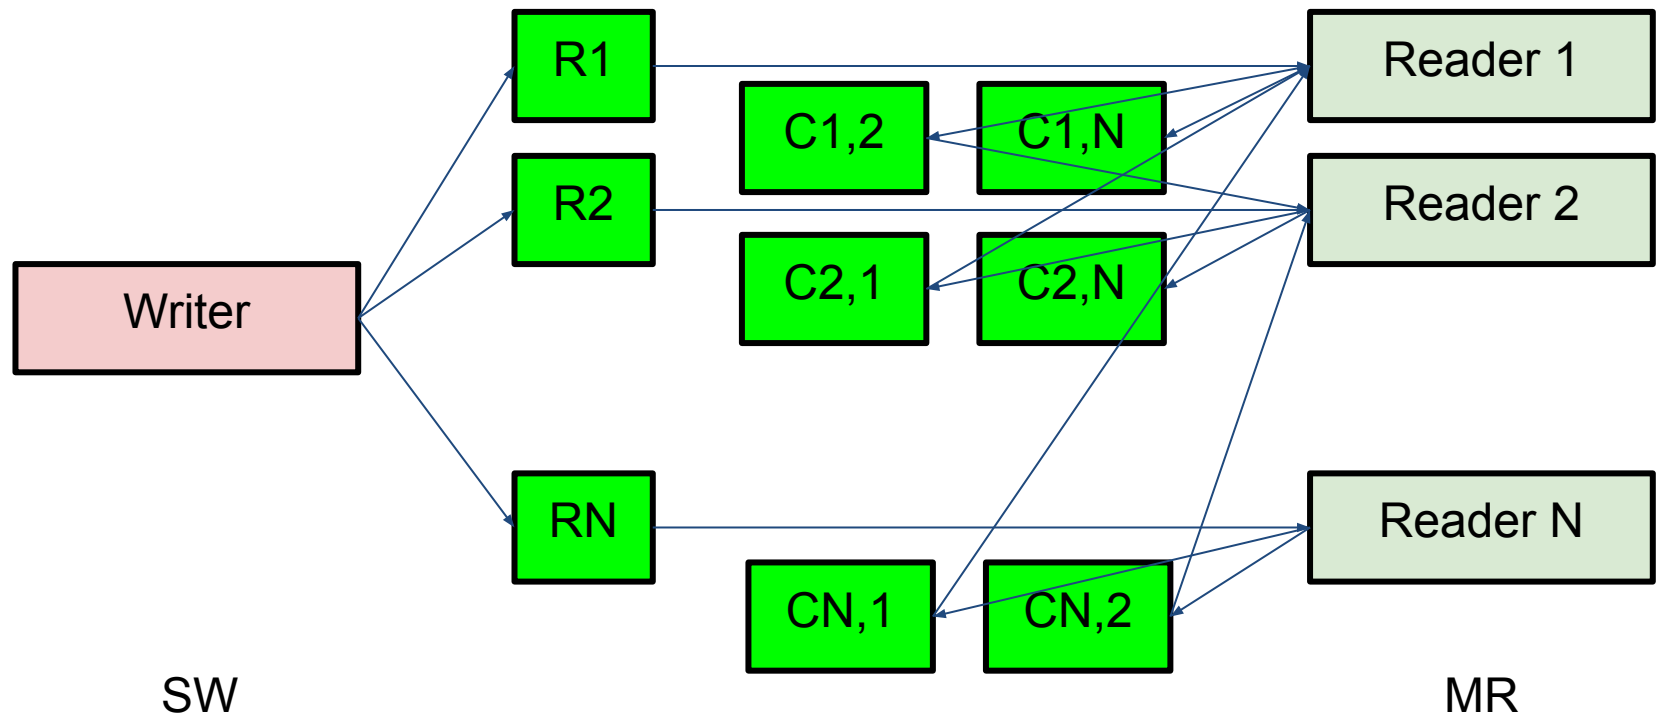 R1
Reader 1
C1,2
C1,N
R2
Reader 2
C2,1
C2,N
Writer
RN
Reader N
CN,1
CN,2
SW
MR